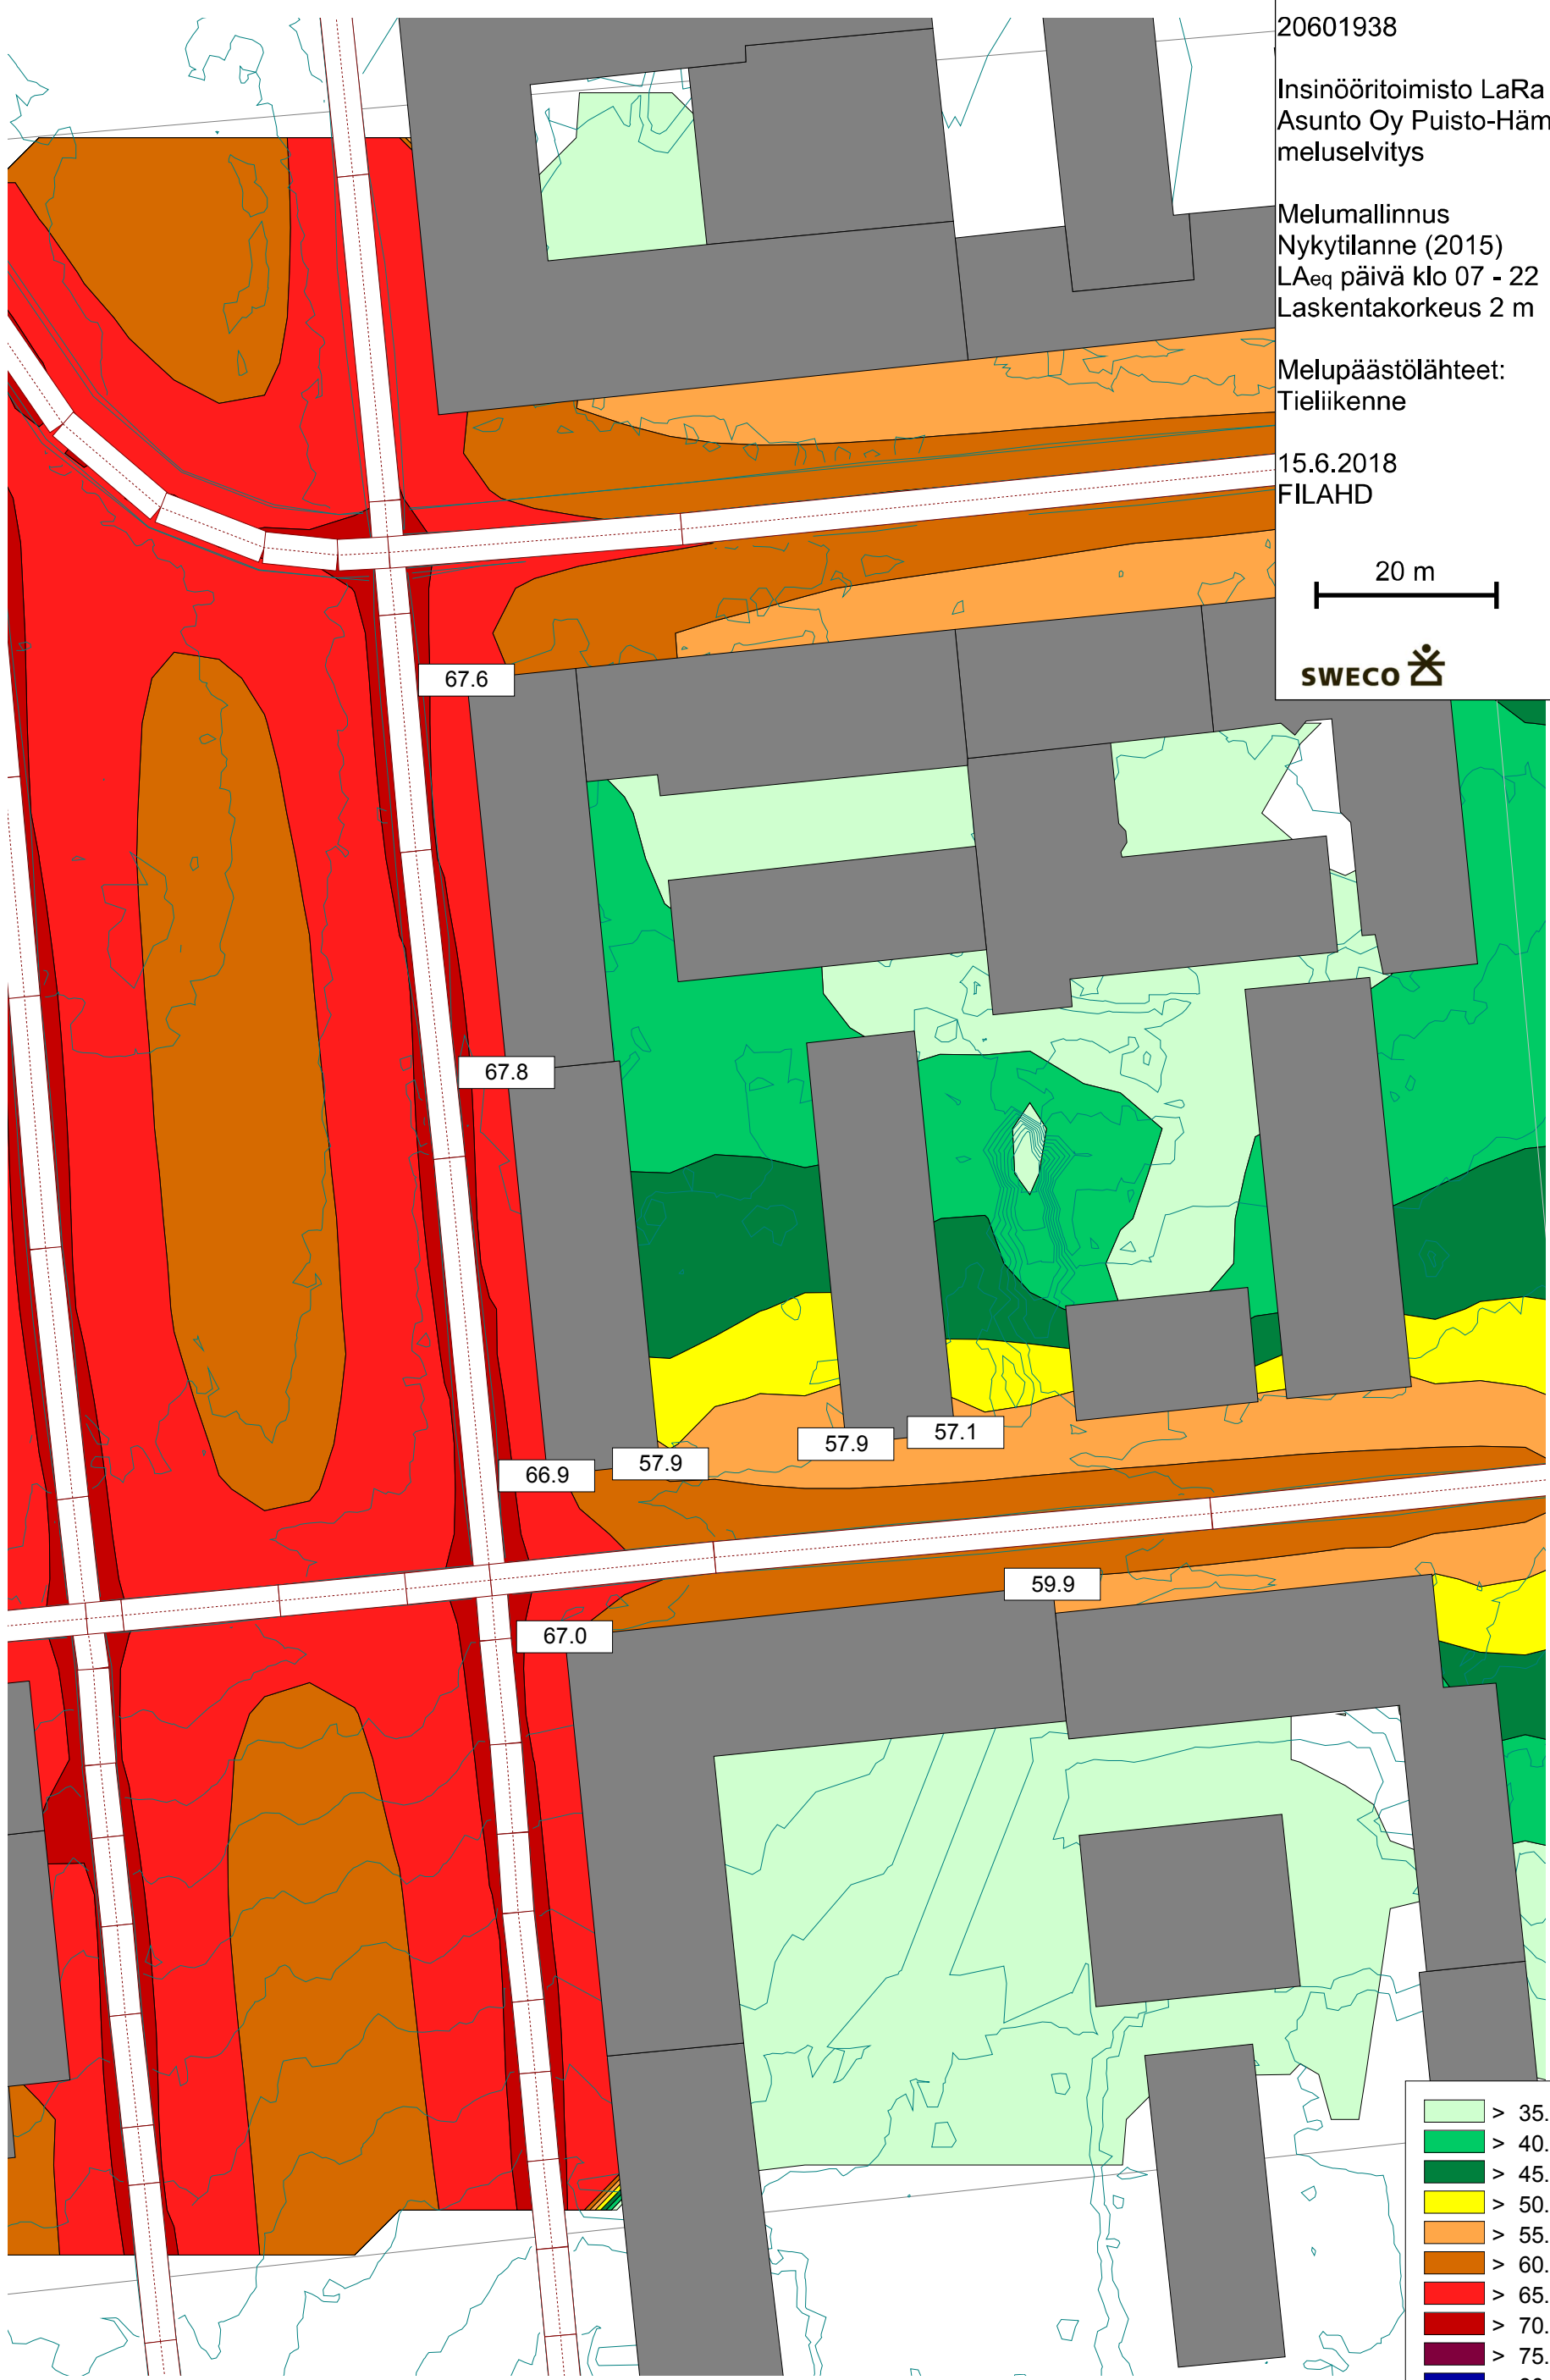 20601938
Insinööritoimisto LaRa
Asunto Oy Puisto-Häm
meluselvitys
Melumallinnus
Nykytilanne (2015)
LAeq päivä klo 07 - 22
Laskentakorkeus 2 m
Melupäästölähteet:
Tieliikenne
15.6.2018
FILAHD
20 m
SWECO
67.6
67.8
57.1
57.9
57.9
66.9
59.9
67.0
> 35.
> 40.
> 45.
> 50.
> 55.
> 60.
> 65.
> 70.
> 75.